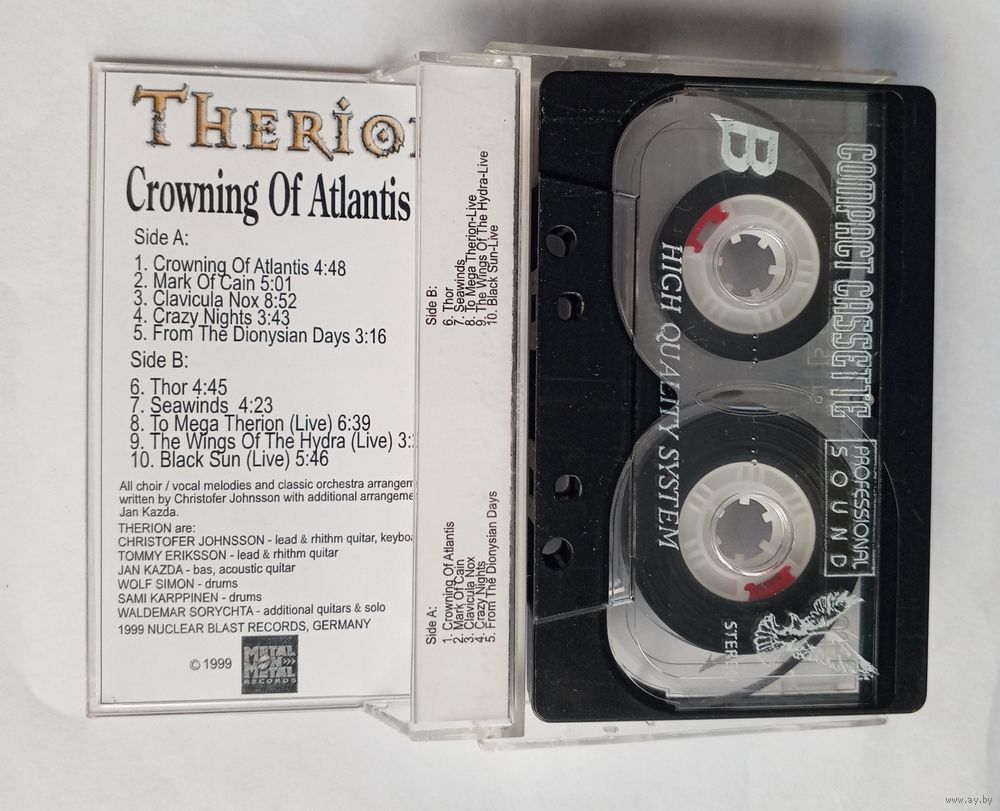 THERIO
Crowning Of Atlantis
Side A:
1. Crowning Of Atlantis 4:48
2. Mark Of Cain 5:01
3. Clavicula Nox 8:52
4. Crazy Nights 3:43
5. From The Dionysian Days 3:16
Side B:
6. Thor 4:45
7. Seawinds 4:23
8. To Mega Therion (Live) 6:39
9. The Wings Of The Hydra (Live) 3:
10. Black Sun (Live) 5:46
All choir / vocal melodies and classic orchestra arrangem
written by Christofer Johnsson with additional arrangeme
Jan Kazda.
THERION are:
CHRISTOFER JOHNSSON - lead & rhithm quitar, keybo
TOMMY ERIKSSON - lead & rhithm quitar
JAN KAZDA - bas, acoustic quitar
WOLF SIMON - drums
SAMI KARPPINEN - drums
WALDEMAR SORYCHTA - additional quitars & solo
1999 NUCLEAR BLAST RECORDS, GERMANY
© 1999
METAL
ON
METAL
RECORDS
Side A:
1. Crowning Of Atlantis
2. Mark Of Cain
3. Clavicula Nox
4. Crazy Nights
5. From The Dionysian Days
Side B:
6. Thor
7. Seawinds
8. To Mega Therion-Live
9. The Wings Of The Hydra-Live
10. Black Sun-Live
B
COMPACT CASSETTE
HIGH QUALITY SYSTEM
PROFESSIONAL
SOUND
STER
www.ay.by